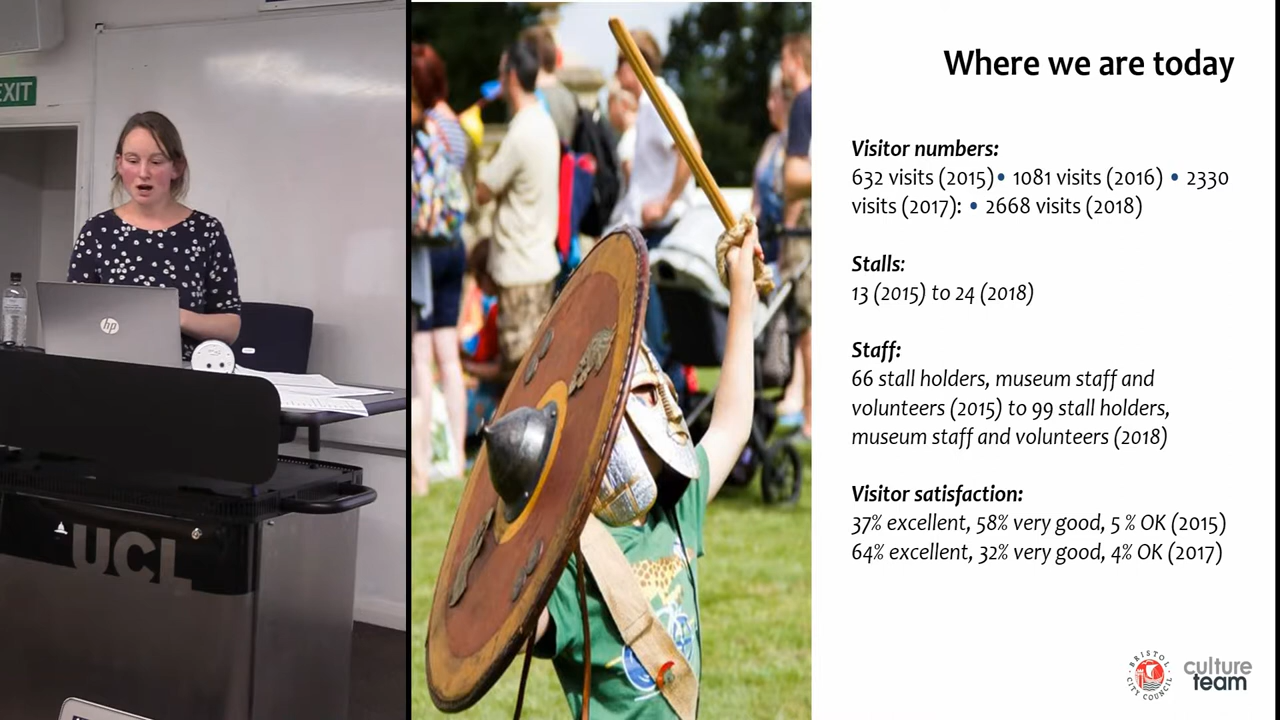 EXIT
hp
UCL
Where we are today
Visitor numbers:
632 visits (2015)• 1081 visits (2016) • 2330
visits (2017): • 2668 visits (2018)
Stalls:
13 (2015) to 24 (2018)
Staff:
66 stall holders, museum staff and
volunteers (2015) to 99 stall holders,
museum staff and volunteers (2018)
Visitor satisfaction:
37% excellent, 58% very good, 5 % OK (2015)
64% excellent, 32% very good, 4% OK (2017)
BRISTOL
CITY COUNCIL
culture
team